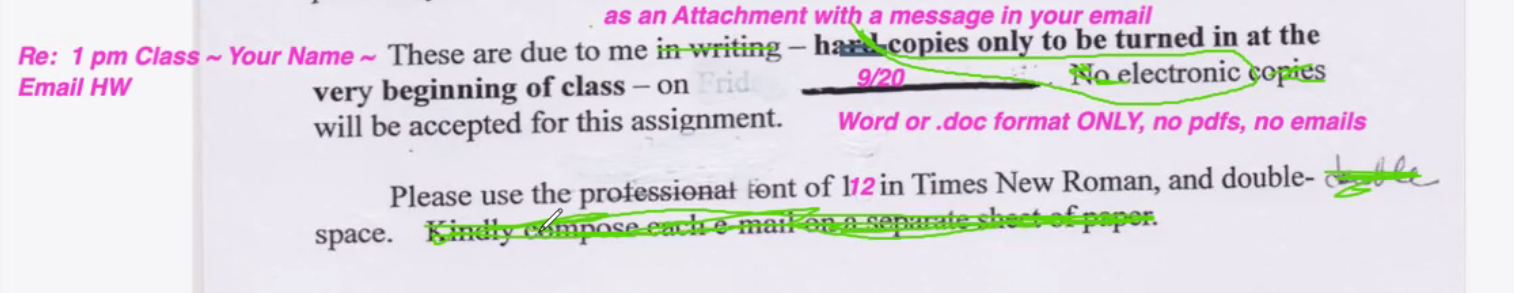 as an Attachment with a message in your email
Re: 1 pm Class ~ Your Name ~ These are due to me in writing – hard copies only to be turned in at the
Email HW
very beginning of class – on Frid 9/20 No electronic copies
will be accepted for this assignment. Word or .doc format ONLY, no pdfs, no emails
Please use the professional font of 112 in Times New Roman, and double- double
space. Kindly compose each e-mail on a separate sheet of paper.